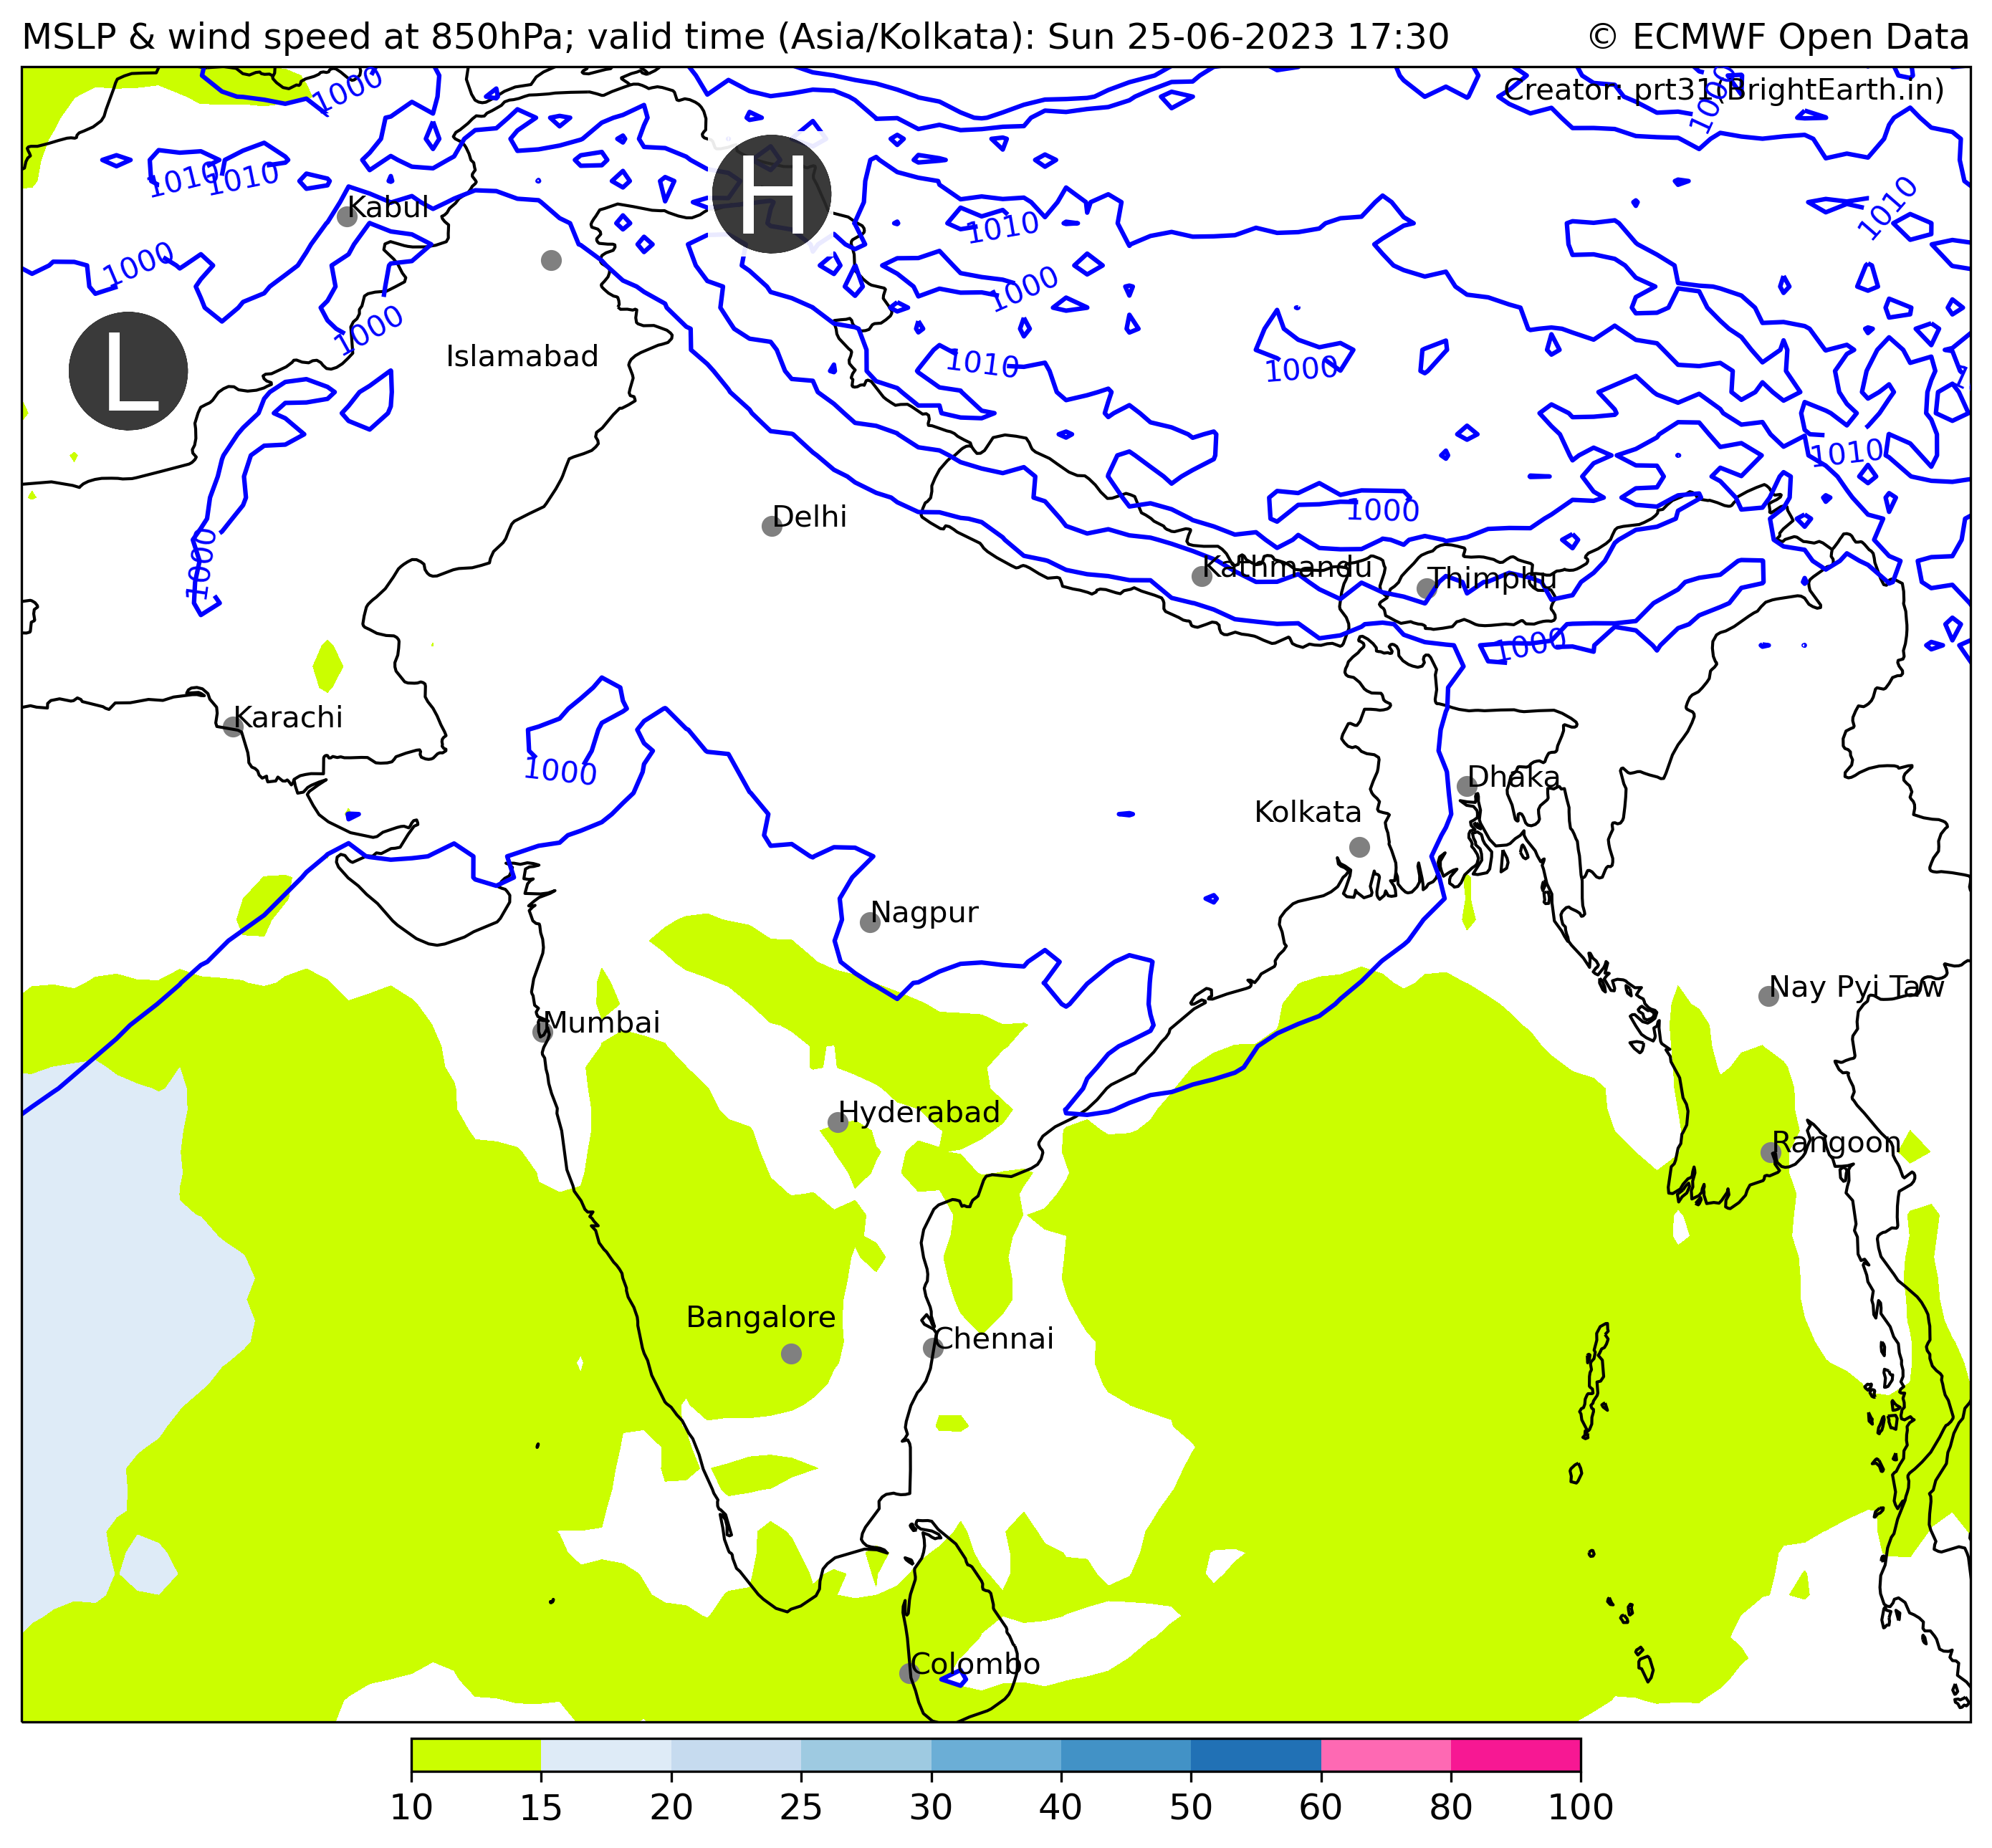 MSLP & wind speed at 850hPa; valid time (Asia/Kolkata): Sun 25-06-2023 17:30
© ECMWF Open Data
Creator: prt31(BrightEarth.in)
1000
1000
1010
1010
H
Kabul
1010
1010
1000
1000
1000
L
Islamabad
1010
1000
1010
1000
Delhi
1000
Kathmandu
Thimphu
1000
Karachi
1000
Dhaka
Kolkata
Nagpur
Nay Pyi Taw
Mumbai
Hyderabad
Rangoon
Bangalore
Chennai
Colombo
10 15 20 25 30 40 50 60 80 100